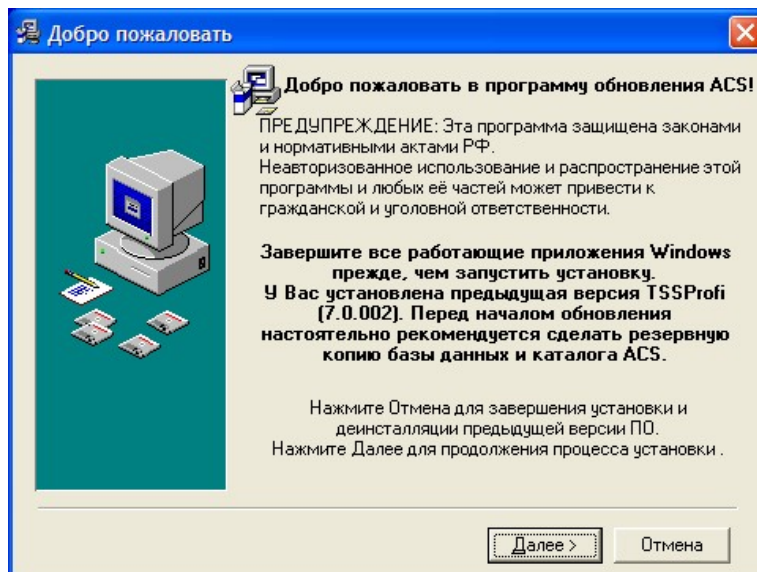 Добро пожаловать
Добро пожаловать в программу обновления ACS!
ПРЕДУПРЕЖДЕНИЕ: Эта программа защищена законами
и нормативными актами РФ.
Неавторизованное использование и распространение этой
программы и любых её частей может привести к
гражданской и уголовной ответственности.
Завершите все работающие приложения Windows
прежде, чем запустить установку.
У Вас установлена предыдущая версия TSSProfi
(7.0.002). Перед началом обновления
настоятельно рекомендуется сделать резервную
копию базы данных и каталога ACS.
Нажмите Отмена для завершения установки и
деинсталляции предыдущей версии ПО.
Нажмите Далее для продолжения процесса установки .
Далее > Отмена